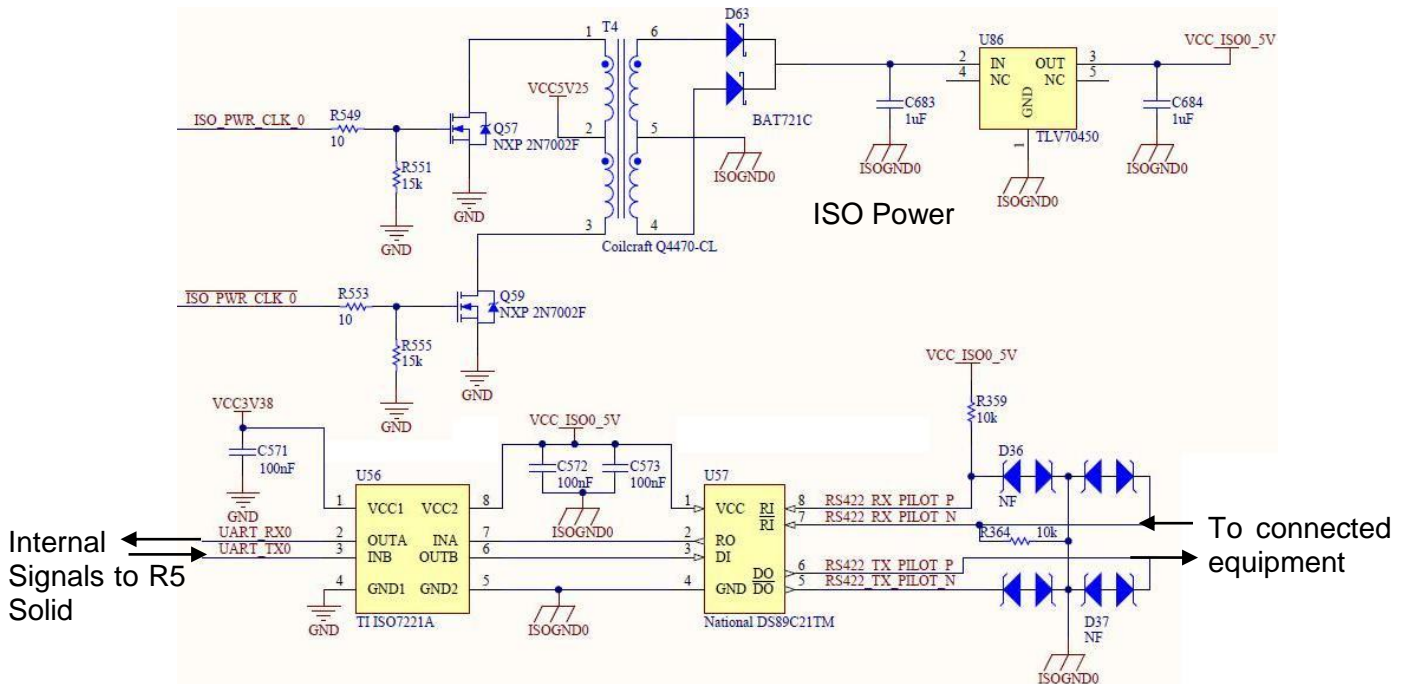 D63
T4
1
6
U86
VCC_ISO0_5V
VCC5V25
2
IN
OUT
3
4
NC
NC
5
GND
1
TLV70450
C683
1uF
C684
1uF
ISO_PWR_CLK_0
R549
10
Q57
NXP 2N7002F
BAT721C
2
5
R551
15k
ISOGND0
ISOGND0
ISOGND0
GND
GND
ISO Power
3
4
Coilcraft Q4470-CL
ISO_PWR_CLK_0
R553
10
Q59
NXP 2N7002F
R555
15k
GND
GND
VCC_ISO0_5V
R359
10k
VCC3V38
C571
100nF
GND
VCC_ISO0_5V
C572
100nF
C573
100nF
ISOGND0
U56
1
VCC1
VCC2
8
UART_RX0
2
OUTA
INA
7
UART_TX0
3
INB
OUTB
6
4
GND1
GND2
5
GND
TI ISO7221A
ISOGND0
U57
1
VCC
RI
8
RS422_RX_PILOT_P
RI
7
RS422_RX_PILOT_N
2
RO
3
DI
DO
6
RS422_TX_PILOT_P
4
GND
DO
5
RS422_TX_PILOT_N
National DS89C21TM
D36
NF
R364
10k
D37
NF
ISOGND0
Internal
Signals to R5
Solid
To connected
equipment